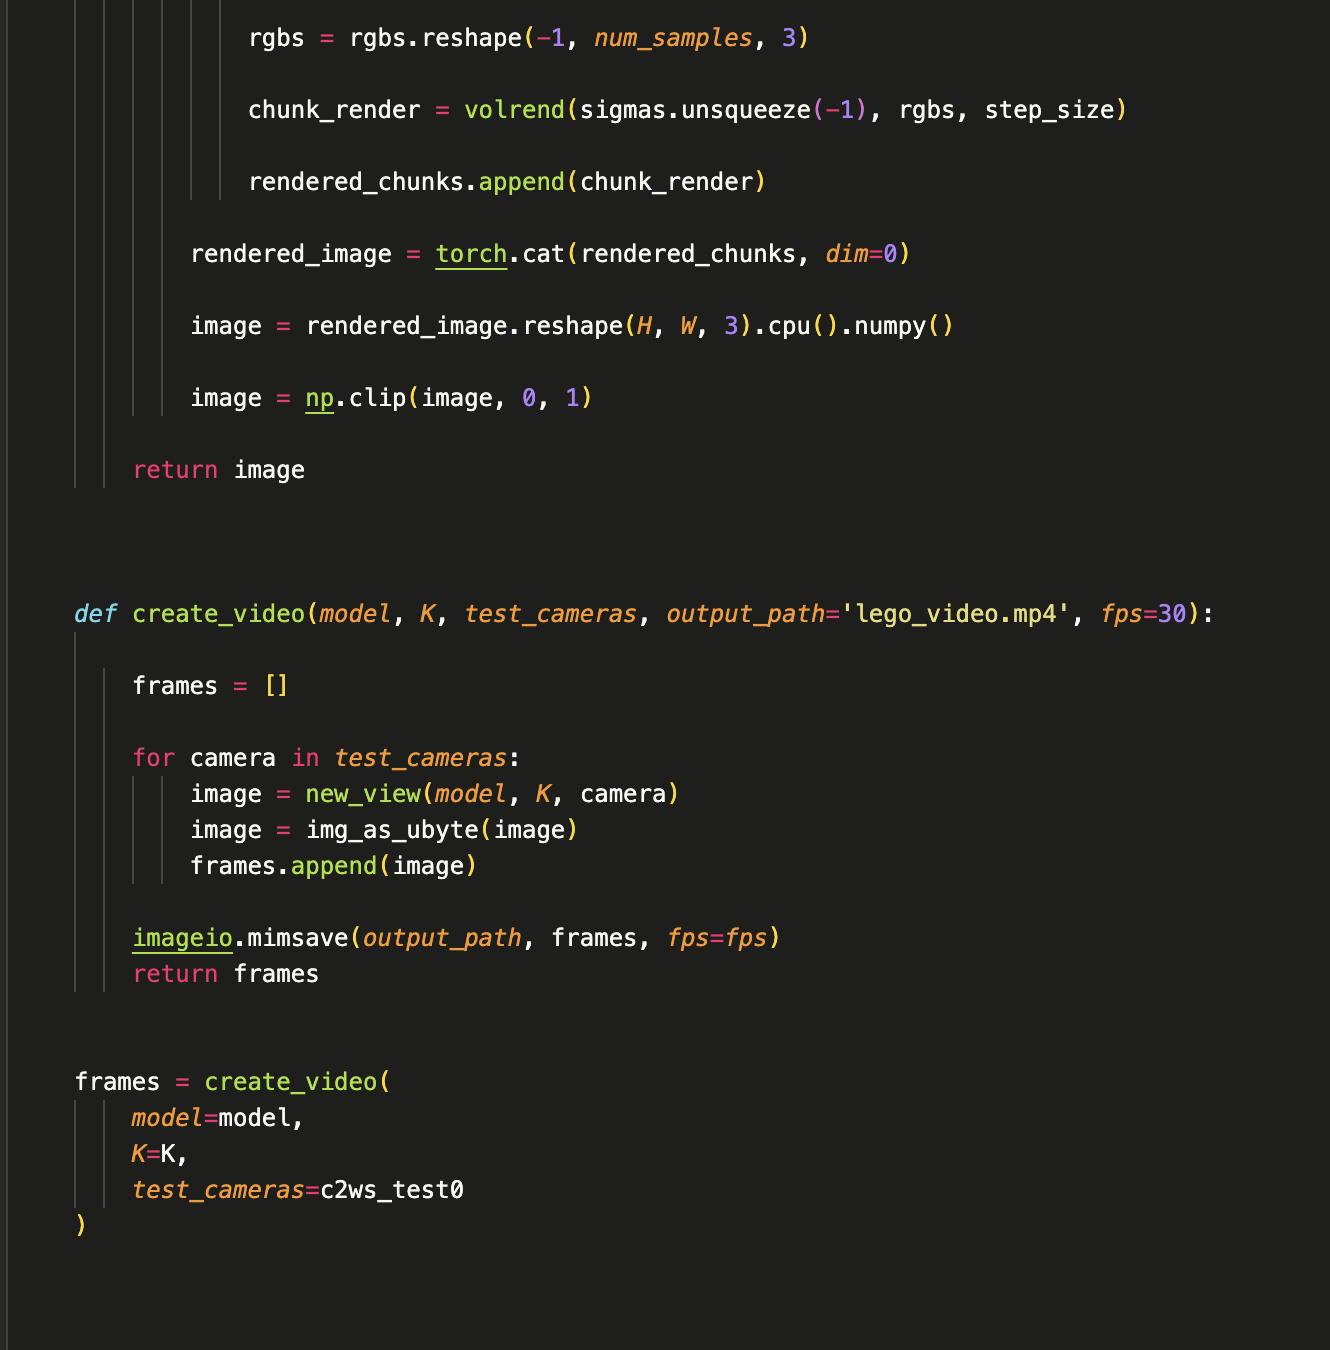 rgbs = rgbs.reshape(-1, num_samples, 3)
chunk_render = volrend(sigmas.unsqueeze(-1), rgbs, step_size)
rendered_chunks.append(chunk_render)
rendered_image = torch.cat(rendered_chunks, dim=0)
image = rendered_image.reshape(H, W, 3).cpu().numpy()
image = np.clip(image, 0, 1)
return image
def create_video(model, K, test_cameras, output_path='lego_video.mp4', fps=30):
frames = []
for camera in test_cameras:
image = new_view(model, K, camera)
image = img_as_ubyte(image)
frames.append(image)
imageio.mimsave(output_path, frames, fps=fps)
return frames
frames = create_video(
model=model,
K=K,
test_cameras=c2ws_test0
)